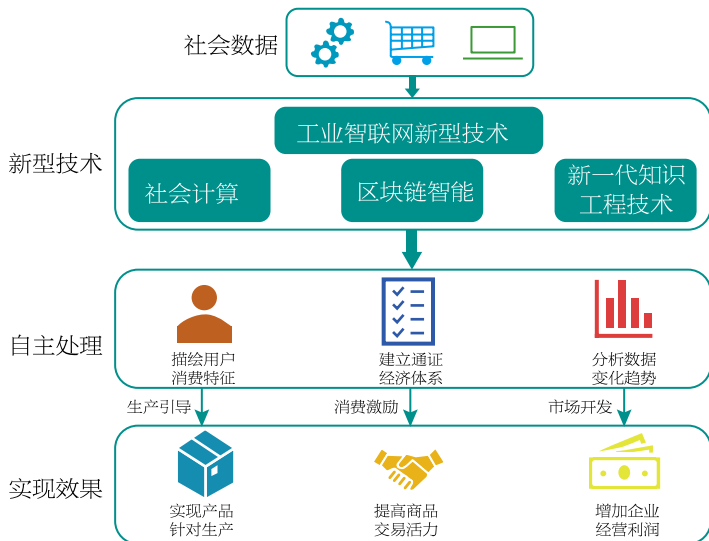 社会数据
工业智联网新型技术
新型技术
社会计算
区块链智能
新一代知识
工程技术
自主处理
描绘用户
消费特征
建立通证
经济体系
分析数据
变化趋势
生产引导
消费激励
市场开发
实现效果
实现产品
针对生产
提高商品
交易活力
增加企业
经营利润